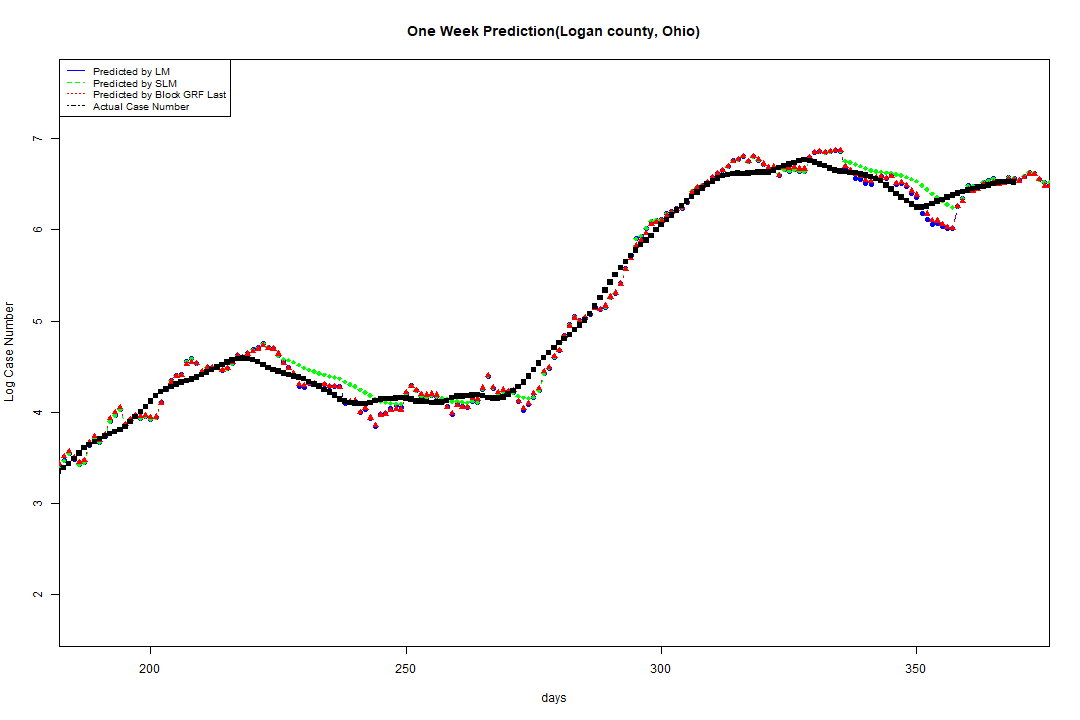 One Week Prediction(Logan county, Ohio)
Predicted by LM
Predicted by SLM
Predicted by Block GRF Last
Actual Case Number
7
6
5
4
3
2
Log Case Number
200 250 300 350
days